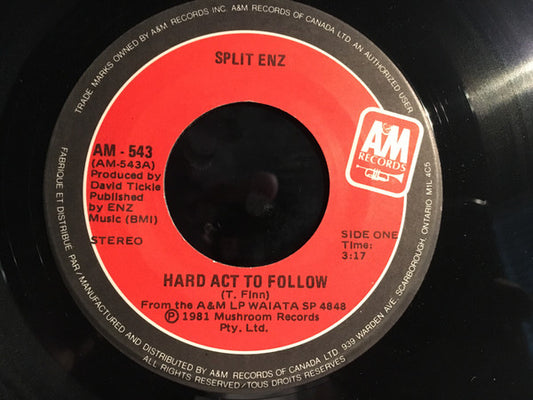 TRADE MARKS OWNED BY A&M RECORDS INC. A&M RECORDS OF CANADA LTD. AN AUTHORIZED USER
SPLIT ENZ
A&M
RECORDS
AM - 543
(AM-543A)
Produced by
David Tickle
Published
by ENZ
Music (BMI)
STEREO
SIDE ONE
Time:
3:17
HARD ACT TO FOLLOW
(T. Finn)
From the A&M LP WAIATA SP 4848
℗ 1981 Mushroom Records
Pty. Ltd.
FABRIQUE ET DISTRIBUÉ PAR/MANUFACTURED AND DISTRIBUTED BY A&M RECORDS OF CANADA LTD. 939 WARDEN AVE. SCARBOROUGH, ONTARIO M1L 4C5
ALL RIGHTS RESERVED/TOUS DROITS RESERVÉS